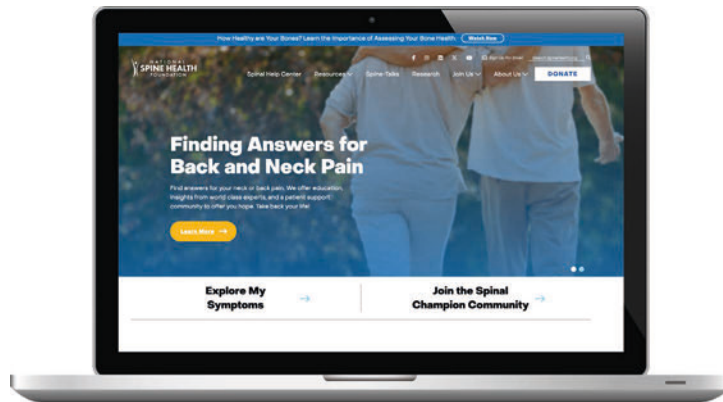 How Healthy are Your Bones? Learn the Importance of Assessing Your Bone Health. Watch Now
Sign Up for Email
NATIONAL
SPINE HEALTH
FOUNDATION
Spinal Help Center Resources Spine-Talks Research Join Us About Us DONATE
Finding Answers for
Back and Neck Pain
Find answers for your neck or back pain. We offer education,
insights from world class experts, and a patient support
community to offer you hope. Take back your life!
Learn More
Explore My
Symptoms
Join the Spinal
Champion Community